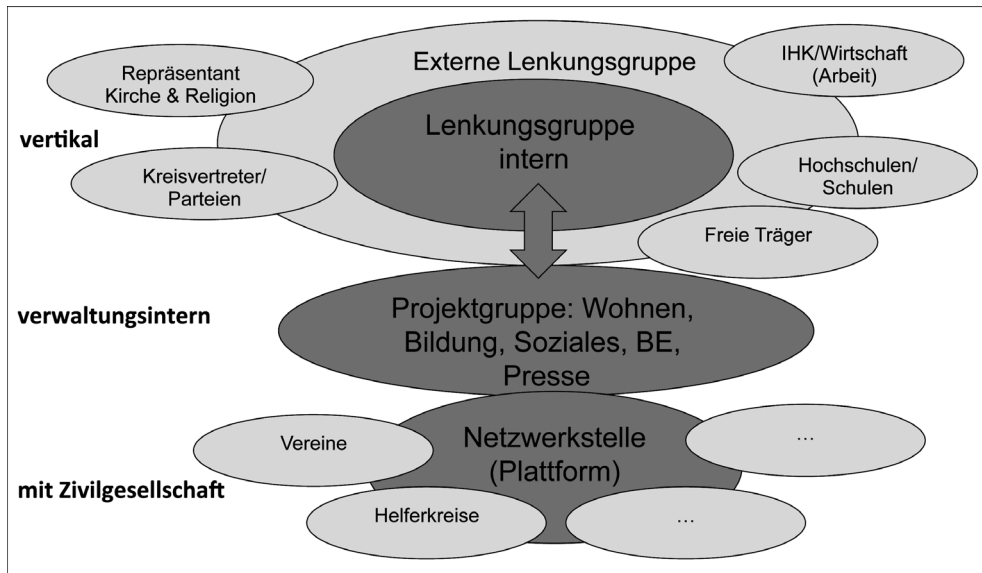 Externe Lenkungsgruppe
Repräsentant
Kirche & Religion
IHK/Wirtschaft
(Arbeit)
vertikal
Lenkungsgruppe
intern
Kreisvertreter/
Parteien
Hochschulen/
Schulen
Freie Träger
verwaltungsintern
Projektgruppe: Wohnen,
Bildung, Soziales, BE,
Presse
mit Zivilgesellschaft
Vereine
Netzwerkstelle
(Plattform)
...
Helferkreise
...